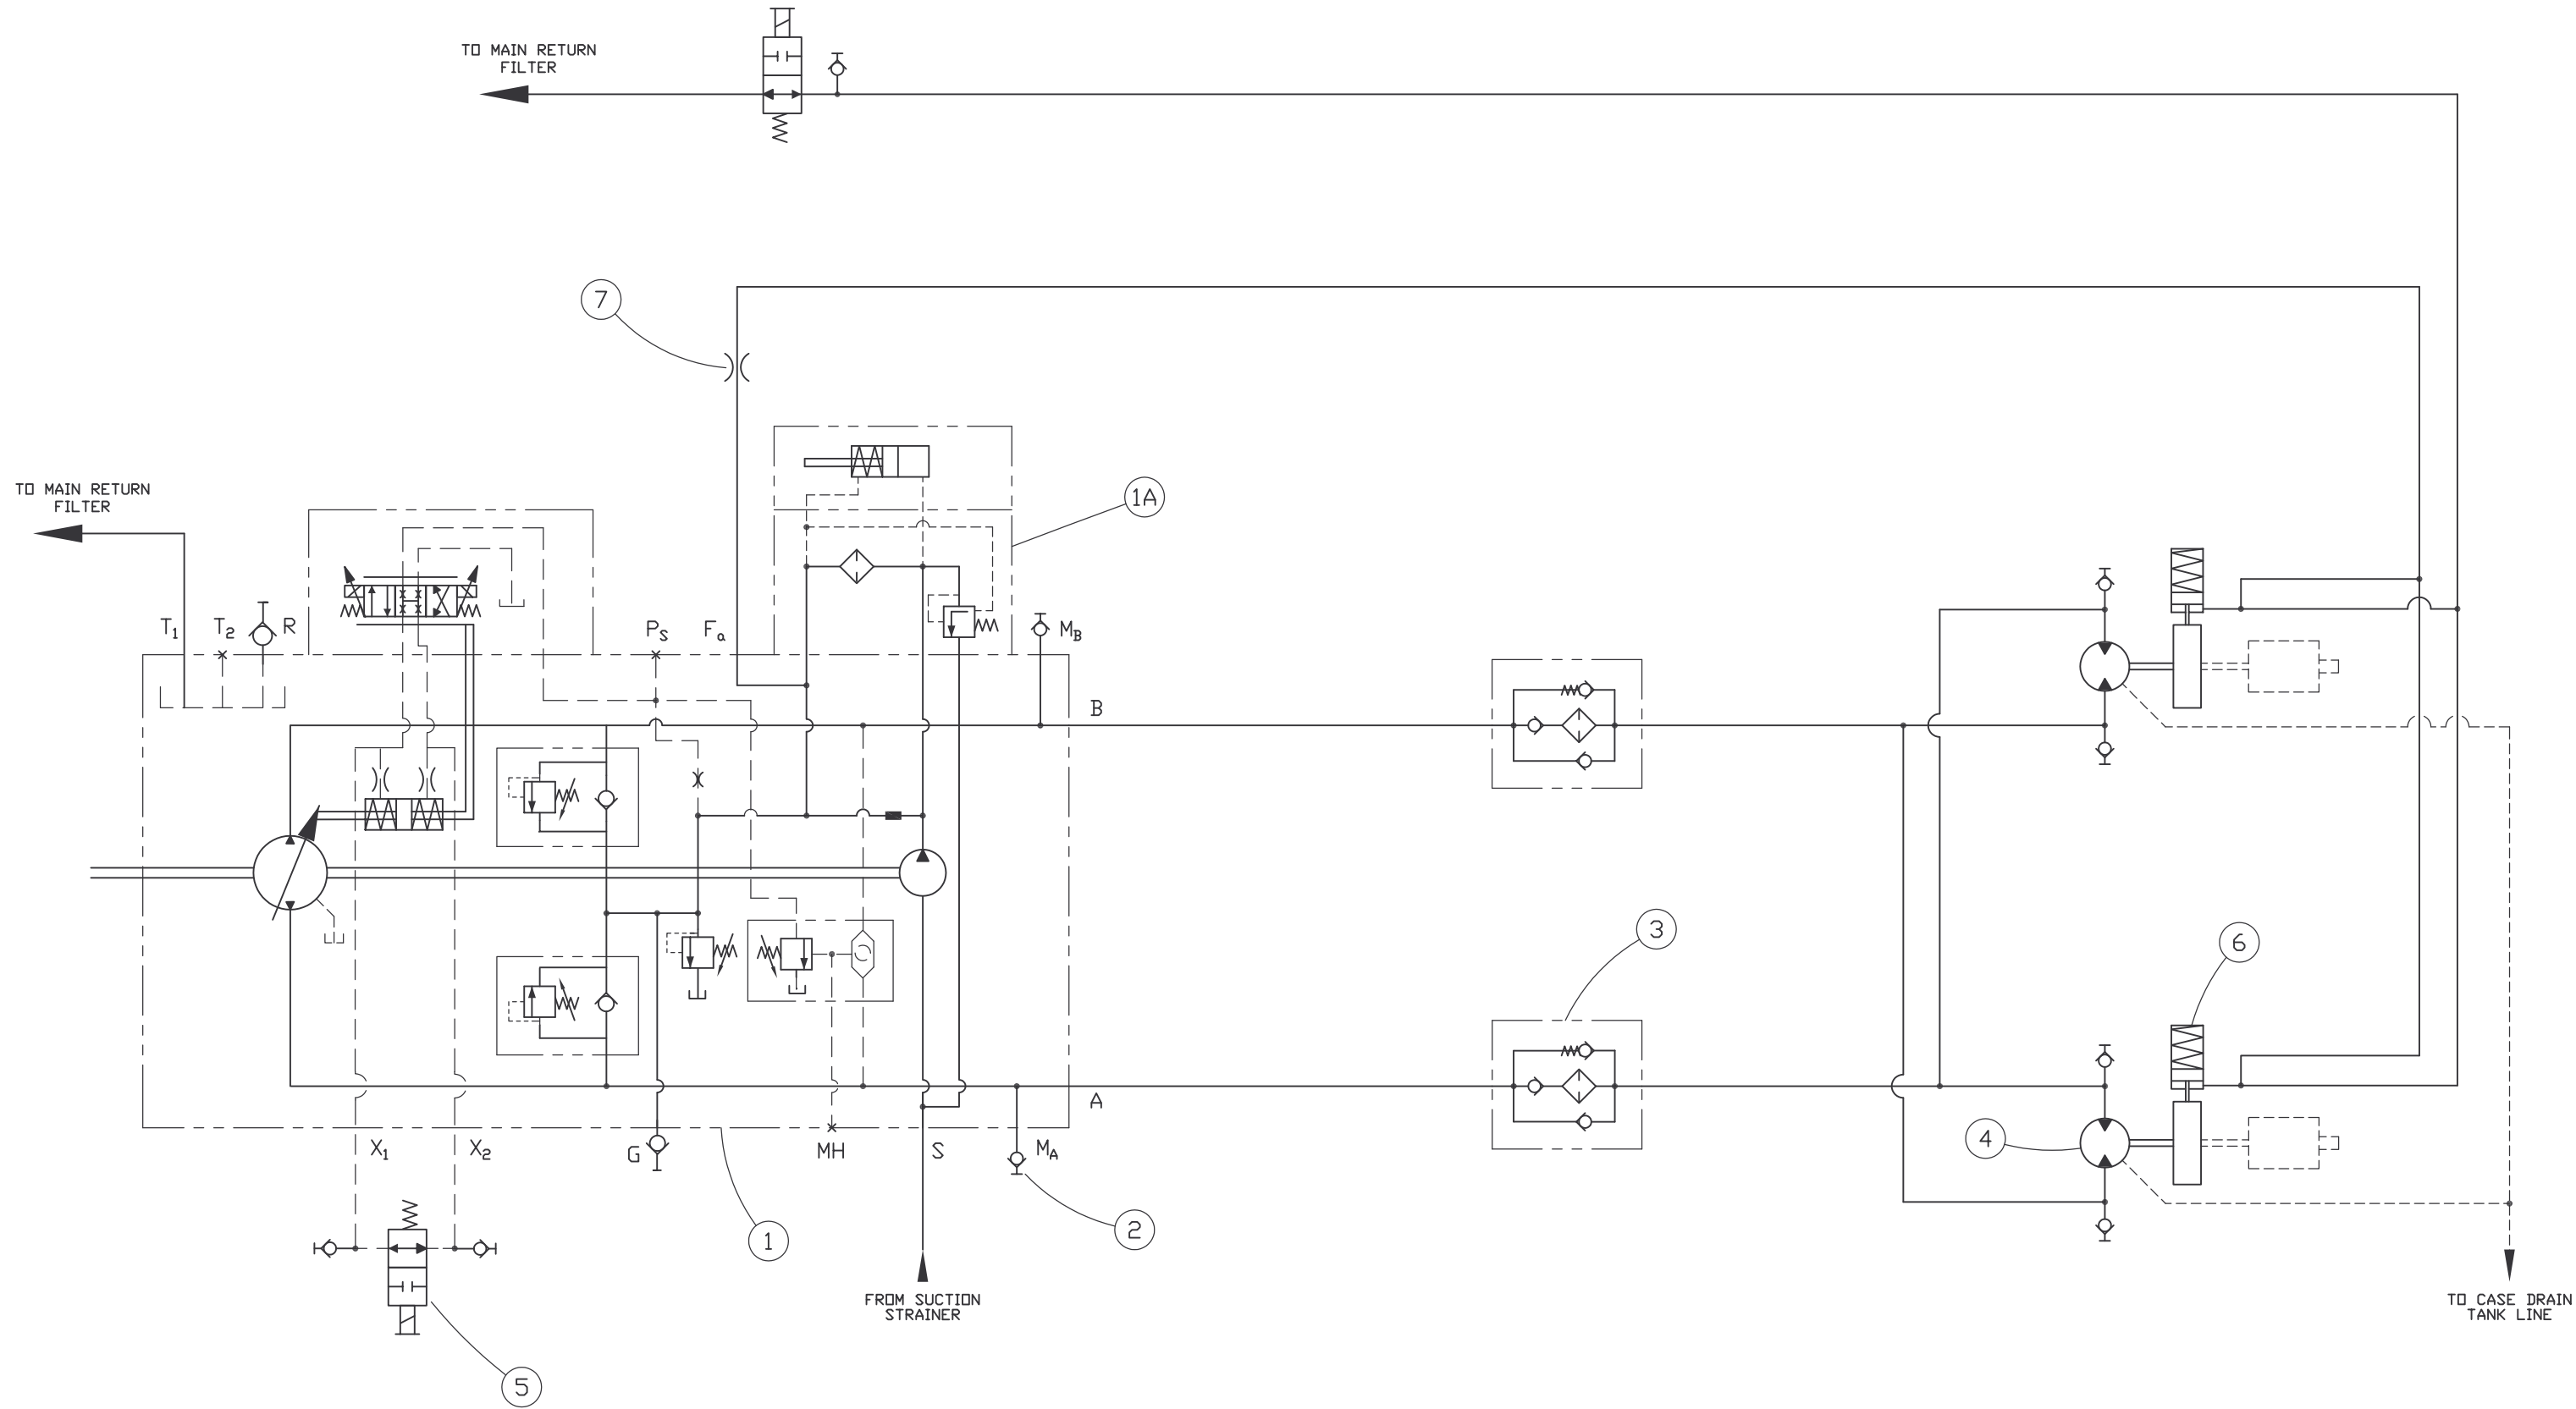 TO MAIN RETURN
FILTER
7
1A
TO MAIN RETURN
FILTER
T1
T2
R
PS
Fa
MB
B
3
6
A
4
X1
X2
G
MH
S
MA
2
1
FROM SUCTION
STRAINER
TO CASE DRAIN
TANK LINE
5